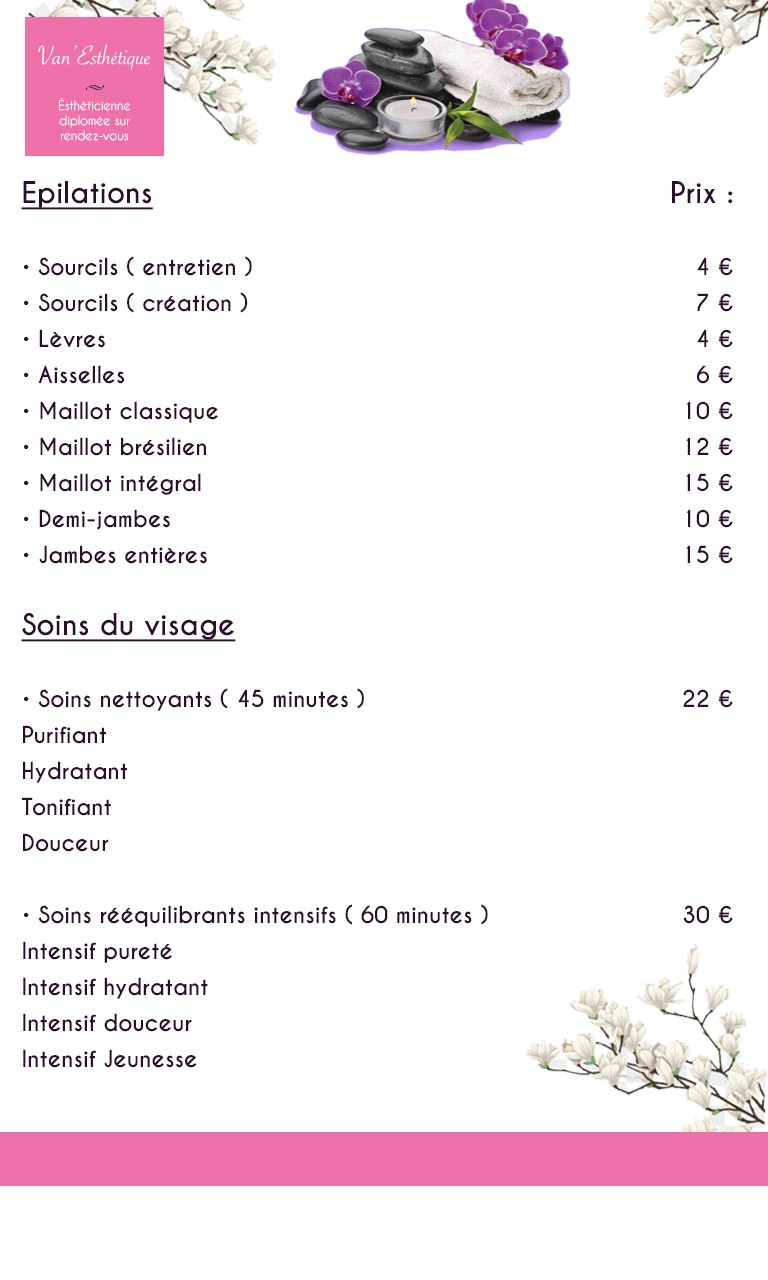 Van'Esthétique
Ésthéticienne
diplomée sur
rendez-vous
Epilations Prix :
• Sourcils ( entretien ) 4 €
• Sourcils ( création ) 7 €
• Lèvres 4 €
• Aisselles 6 €
• Maillot classique 10 €
• Maillot brésilien 12 €
• Maillot intégral 15 €
• Demi-jambes 10 €
• Jambes entières 15 €
Soins du visage
• Soins nettoyants ( 45 minutes ) 22 €
Purifiant
Hydratant
Tonifiant
Douceur
• Soins rééquilibrants intensifs ( 60 minutes ) 30 €
Intensif pureté
Intensif hydratant
Intensif douceur
Intensif Jeunesse